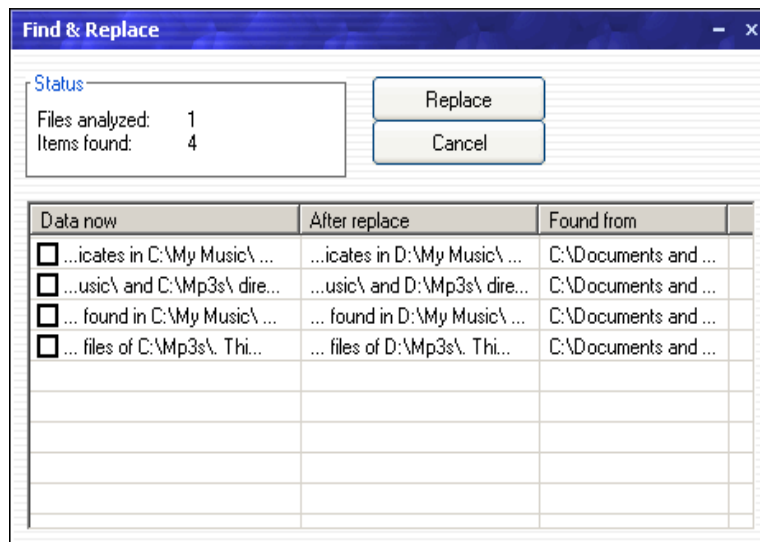 Find & Replace
Status
Files analyzed: 1
Items found: 4
Replace
Cancel
Data now After replace Found from
...icates in C:\My Music\ ... ...icates in D:\My Music\ ... C:\Documents and ...
...usic\ and C:\Mp3s\ dire... ...usic\ and D:\Mp3s\ dire... C:\Documents and ...
... found in C:\My Music\ ... ... found in D:\My Music\ ... C:\Documents and ...
... files of C:\Mp3s\. Thi... ... files of D:\Mp3s\. Thi... C:\Documents and ...